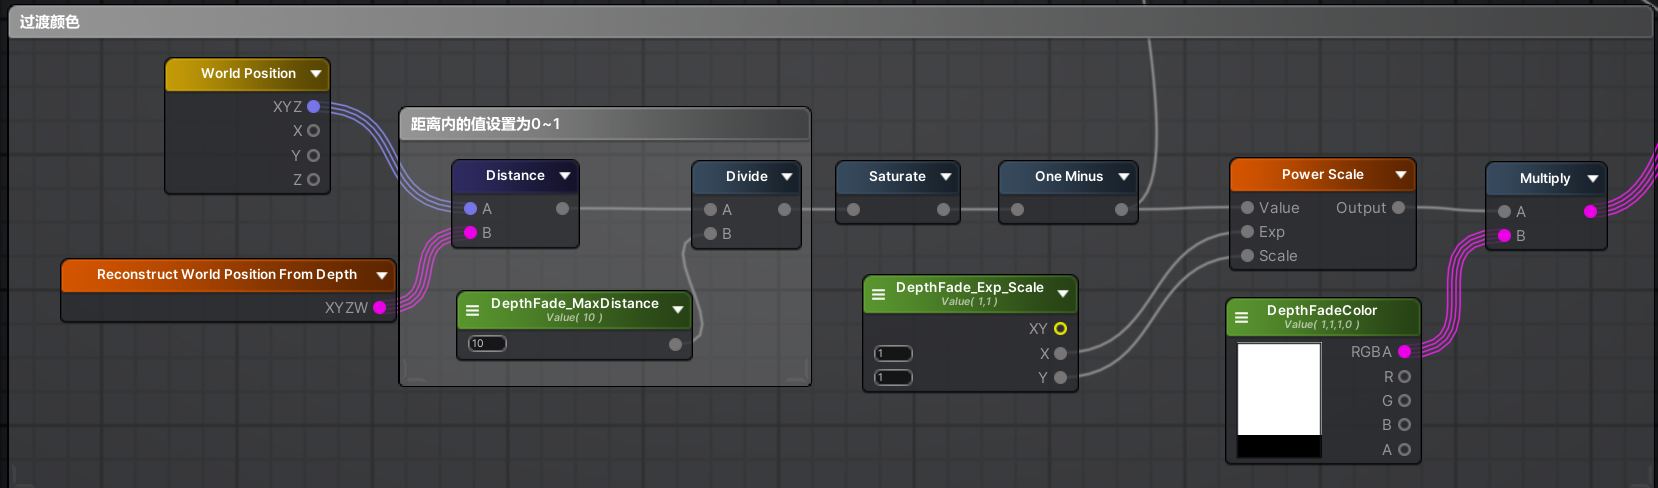 过渡颜色
World Position
XYZ
X
Y
Z
Reconstruct World Position From Depth
XYZW
距离内的值设置为0~1
Distance
A
B
DepthFade_MaxDistance
Value( 10 )
10
Divide
A
B
Saturate
One Minus
DepthFade_Exp_Scale
Value( 1,1 )
XY
1
X
1
Y
Power Scale
Value
Output
Exp
Scale
DepthFadeColor
Value( 1,1,1,0 )
RGBA
R
G
B
A
Multiply
A
B